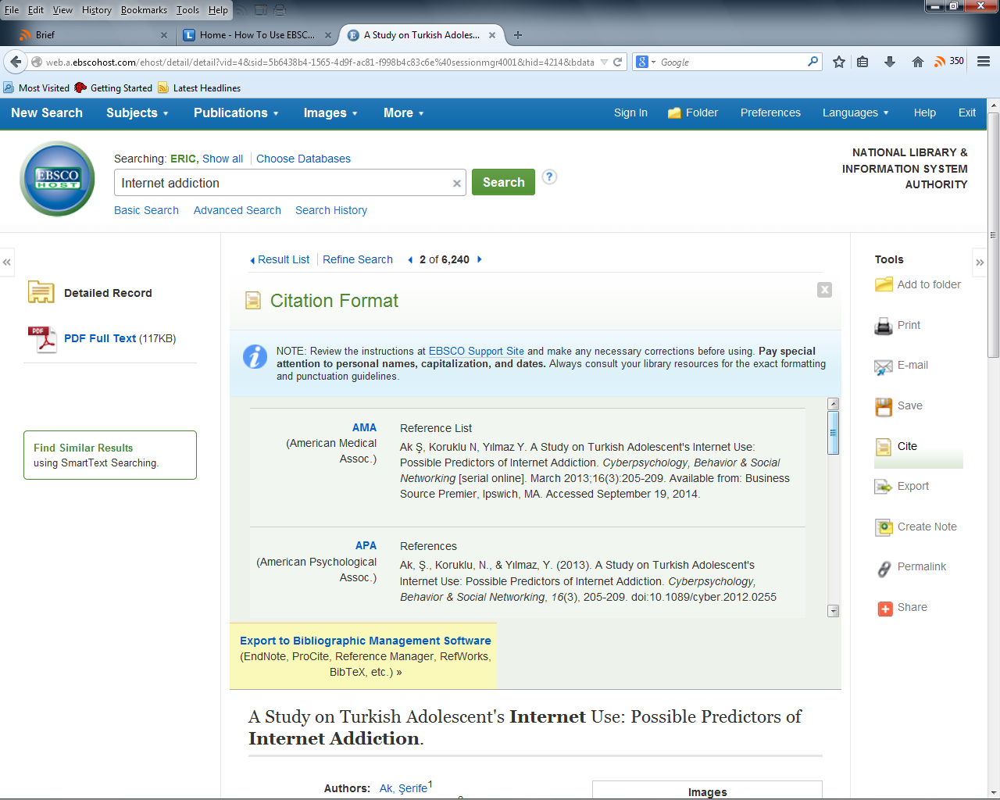 File Edit View History Bookmarks Tools Help
Brief × Home - How To Use EBSC... × A Study on Turkish Adoles... × +
web.a.ebscohost.com/ehost/detail/detail?vid=4&sid=5b6438b4-1565-4d9f-ac81-f998b4c83c6e%40sessionmgr4001&hid=4214&bdata Google 350
Most Visited Getting Started Latest Headlines
New Search Subjects Publications Images More Sign In Folder Preferences Languages Help Exit
Searching: ERIC, Show all Choose Databases
Internet addiction × Search ?
Basic Search Advanced Search Search History
EBSCO
HOST
NATIONAL LIBRARY &
INFORMATION SYSTEM
AUTHORITY
«
Detailed Record
PDF
PDF Full Text (117KB)
Find Similar Results
using SmartText Searching.
Result List Refine Search 2 of 6,240
Citation Format
NOTE: Review the instructions at EBSCO Support Site and make any necessary corrections before using. Pay special
attention to personal names, capitalization, and dates. Always consult your library resources for the exact formatting
and punctuation guidelines.
AMA
(American Medical
Assoc.)
Reference List
Ak Ş, Koruklu N, Yılmaz Y. A Study on Turkish Adolescent's Internet Use:
Possible Predictors of Internet Addiction. Cyberpsychology, Behavior & Social
Networking [serial online]. March 2013;16(3):205-209. Available from: Business
Source Premier, Ipswich, MA. Accessed September 19, 2014.
APA
(American Psychological
Assoc.)
References
Ak, Ş., Koruklu, N., & Yılmaz, Y. (2013). A Study on Turkish Adolescent's
Internet Use: Possible Predictors of Internet Addiction. Cyberpsychology,
Behavior & Social Networking, 16(3), 205-209. doi:10.1089/cyber.2012.0255
Export to Bibliographic Management Software
(EndNote, ProCite, Reference Manager, RefWorks,
BibTeX, etc.) »
A Study on Turkish Adolescent's Internet Use: Possible Predictors of
Internet Addiction.
Authors: Ak, Şerife1
Images
Tools
»
Add to folder
Print
E-mail
Save
Cite
Export
Create Note
Permalink
Share